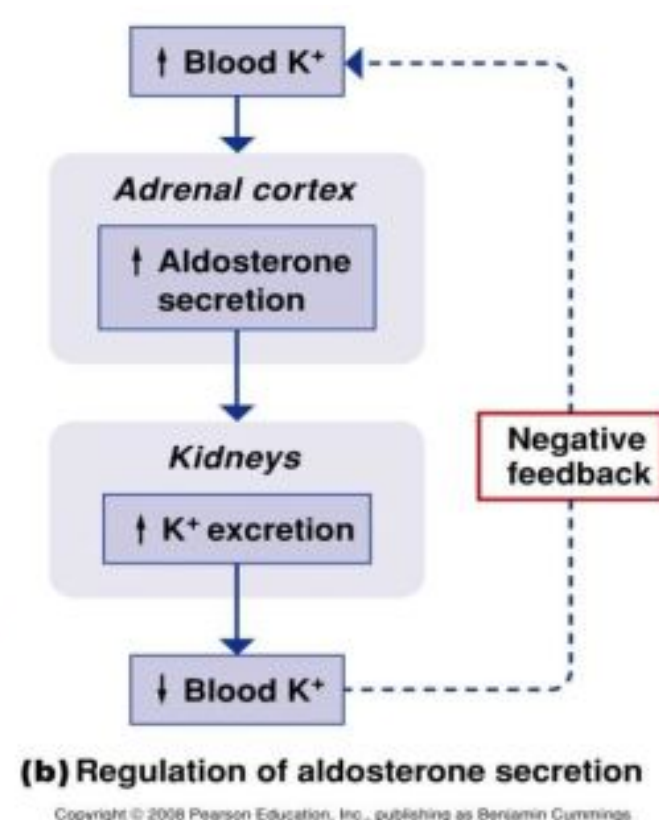 ↑ Blood K⁺
Adrenal cortex
↑ Aldosterone
secretion
Kidneys
↑ K⁺ excretion
Negative
feedback
↓ Blood K⁺
(b) Regulation of aldosterone secretion
Copyright © 2008 Pearson Education, Inc., publishing as Benjamin Cummings